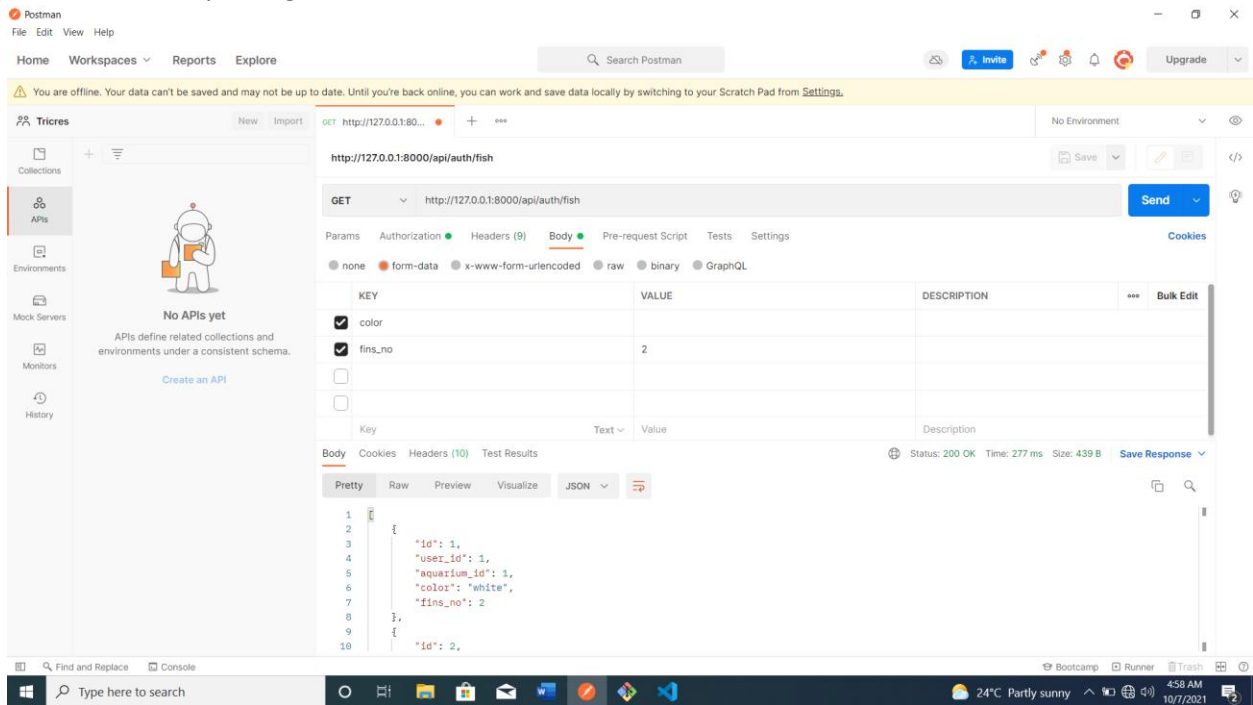 Postman
File Edit View Help
Home Workspaces Reports Explore Search Postman Invite Upgrade
You are offline. Your data can't be saved and may not be up to date. Until you're back online, you can work and save data locally by switching to your Scratch Pad from Settings.
Tricres New Import GET http://127.0.0.1:80... No Environment
Collections
http://127.0.0.1:8000/api/auth/fish Save
APIs
GET http://127.0.0.1:8000/api/auth/fish Send
Params Authorization Headers (9) Body Pre-request Script Tests Settings Cookies
Environments
none form-data x-www-form-urlencoded raw binary GraphQL
KEY VALUE DESCRIPTION Bulk Edit
Mock Servers
No APIs yet
color
APIs define related collections and
environments under a consistent schema.
fins_no 2
Monitors
Create an API
History
Key Text Value Description
Body Cookies Headers (10) Test Results Status: 200 OK Time: 277 ms Size: 439 B Save Response
Pretty Raw Preview Visualize JSON
1 [
2 {
3 "id": 1,
4 "user_id": 1,
5 "aquarium_id": 1,
6 "color": "white",
7 "fins_no": 2
8 },
9 {
10 "id": 2,
Find and Replace Console Bootcamp Runner Trash
Type here to search 24°C Partly sunny 4:58 AM
10/7/2021
2